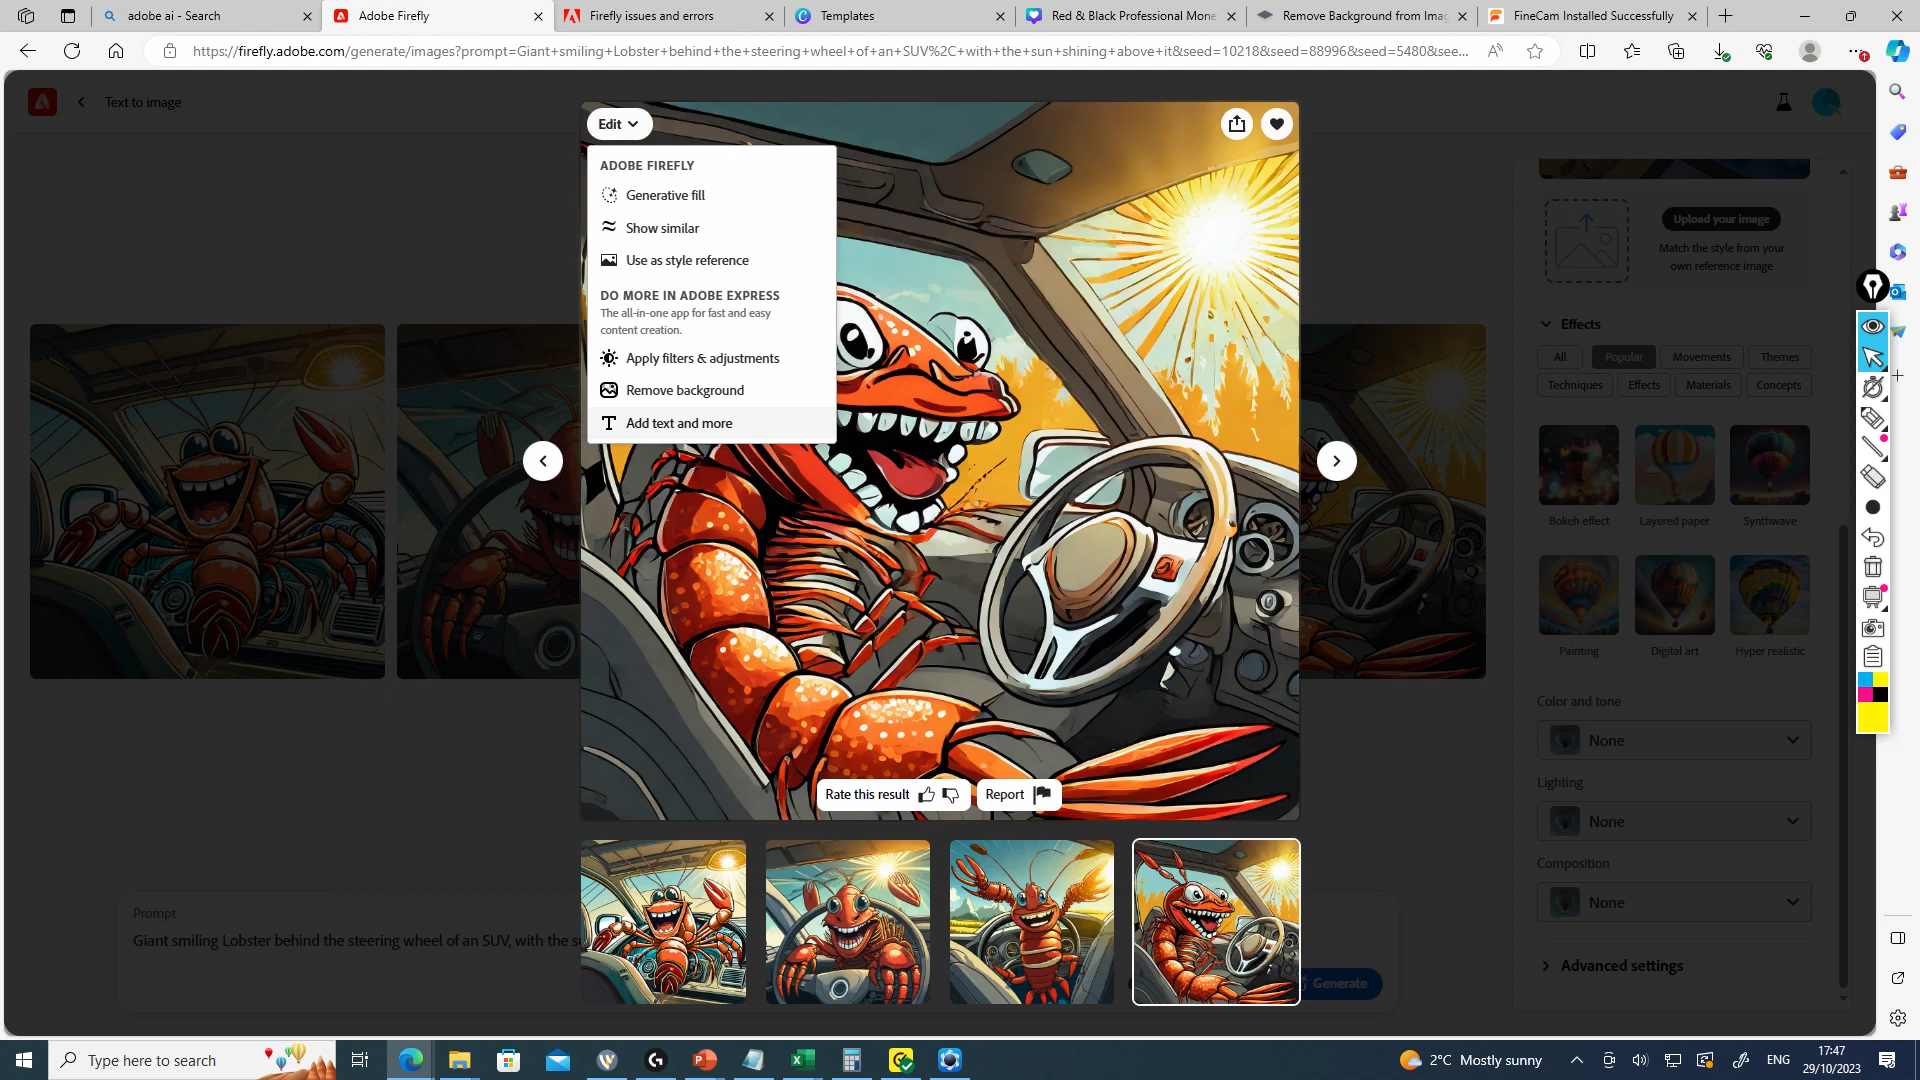 adobe ai - Search
Adobe Firefly
Firefly issues and errors
Templates
Red & Black Professional Mone
Remove Background from Imag
FineCam Installed Successfully
https://firefly.adobe.com/generate/images?prompt=Giant+smiling+Lobster+behind+the+steering+wheel+of+an+SUV%2C+with+the+sun+shining+above+it&seed=10218&seed=88996&seed=5480&see...
Text to image
Edit
ADOBE FIREFLY
Generative fill
Show similar
Use as style reference
DO MORE IN ADOBE EXPRESS
The all-in-one app for fast and easy
content creation.
Apply filters & adjustments
Remove background
Add text and more
Rate this result
Report
Upload your image
Match the style from your
own reference image
Effects
All Popular Movements Themes
Techniques Effects Materials Concepts
Bokeh effect Layered paper Synthwave
Painting Digital art Hyper realistic
Color and tone
None
Lighting
None
Composition
None
Advanced settings
Prompt
Giant smiling Lobster behind the steering wheel of an SUV, with the s
Generate
Type here to search
2°C Mostly sunny
ENG
17:47
29/10/2023